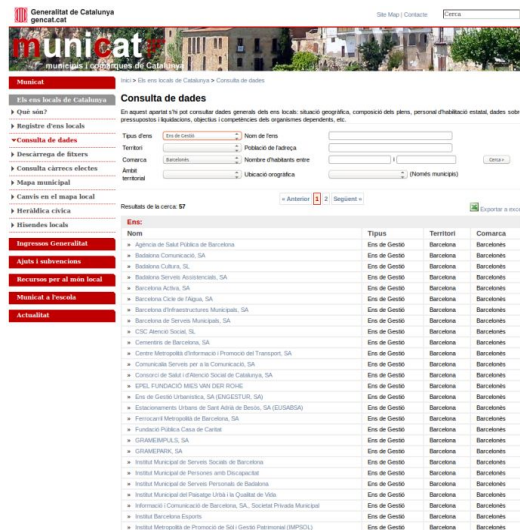 Generalitat de Catalunya
gencat.cat
Site Map | Contacte
Cerca
municat
municipis i comarques de Catalunya
Municat
Inici > Els ens locals de Catalunya > Consulta de dades
Els ens locals de Catalunya
Què són?
Registre d'ens locals
Consulta de dades
Descàrrega de fitxers
Consulta càrrecs electes
Mapa municipal
Canvis en el mapa local
Heràldica cívica
Hisendes locals
Ingressos Generalitat
Ajuts i subvencions
Recursos per al món local
Municat a l'escola
Actualitat
Consulta de dades
En aquest apartat s'hi pot consultar dades generals dels ens locals: situació geogràfica, composició dels plens, personal d'habilitació estatal, dades sobre
pressupostos i liquidacions, objectius i competències dels organismes dependents, etc.
Tipus d'ens Ens de Gestió Nom de l'ens
Territori Població de l'adreça
Comarca Barcelonès Nombre d'habitants entre i Cerca »
Àmbit territorial Ubicació orogràfica (Només municipis)
« Anterior 1 2 Següent »
Resultats de la cerca: 57
Exportar a exce
Ens:
Nom Tipus Territori Comarca
» Agència de Salut Pública de Barcelona Ens de Gestió Barcelona Barcelonès
» Badalona Comunicació, SA Ens de Gestió Barcelona Barcelonès
» Badalona Cultura, SL Ens de Gestió Barcelona Barcelonès
» Badalona Serveis Assistencials, SA Ens de Gestió Barcelona Barcelonès
» Barcelona Activa, SA Ens de Gestió Barcelona Barcelonès
» Barcelona Cicle de l'Aigua, SA Ens de Gestió Barcelona Barcelonès
» Barcelona d'Infraestructures Municipals, SA Ens de Gestió Barcelona Barcelonès
» Barcelona de Serveis Municipals, SA Ens de Gestió Barcelona Barcelonès
» CSC Atenció Social, SL Ens de Gestió Barcelona Barcelonès
» Cementiris de Barcelona, SA Ens de Gestió Barcelona Barcelonès
» Centre Metropolità d'Informació i Promoció del Transport, SA Ens de Gestió Barcelona Barcelonès
» Comunicalia Serveis per a la Comunicació, SA Ens de Gestió Barcelona Barcelonès
» Consorci de Salut i d'Atenció Social de Catalunya, SA Ens de Gestió Barcelona Barcelonès
» EPEL FUNDACIÓ MIES VAN DER ROHE Ens de Gestió Barcelona Barcelonès
» Ens de Gestió Urbanística, SA (ENGESTUR, SA) Ens de Gestió Barcelona Barcelonès
» Estacionaments Urbans de Sant Adrià de Besòs, SA (EUSABSA) Ens de Gestió Barcelona Barcelonès
» Ferrocarril Metropolità de Barcelona, SA Ens de Gestió Barcelona Barcelonès
» Fundació Pública Casa de Caritat Ens de Gestió Barcelona Barcelonès
» GRAMEIMPULS, SA Ens de Gestió Barcelona Barcelonès
» GRAMEPARK, SA Ens de Gestió Barcelona Barcelonès
» Institut Municipal de Serveis Socials de Barcelona Ens de Gestió Barcelona Barcelonès
» Institut Municipal de Persones amb Discapacitat Ens de Gestió Barcelona Barcelonès
» Institut Municipal de Serveis Personals de Badalona Ens de Gestió Barcelona Barcelonès
» Institut Municipal del Paisatge Urbà i la Qualitat de Vida Ens de Gestió Barcelona Barcelonès
» Informació i Comunicació de Barcelona, SA., Societat Privada Municipal Ens de Gestió Barcelona Barcelonès
» Institut Barcelona Esports Ens de Gestió Barcelona Barcelonès
» Institut Metropolità de Promoció de Sòl i Gestió Patrimonial (IMPSOL) Ens de Gestió Barcelona Barcelonès